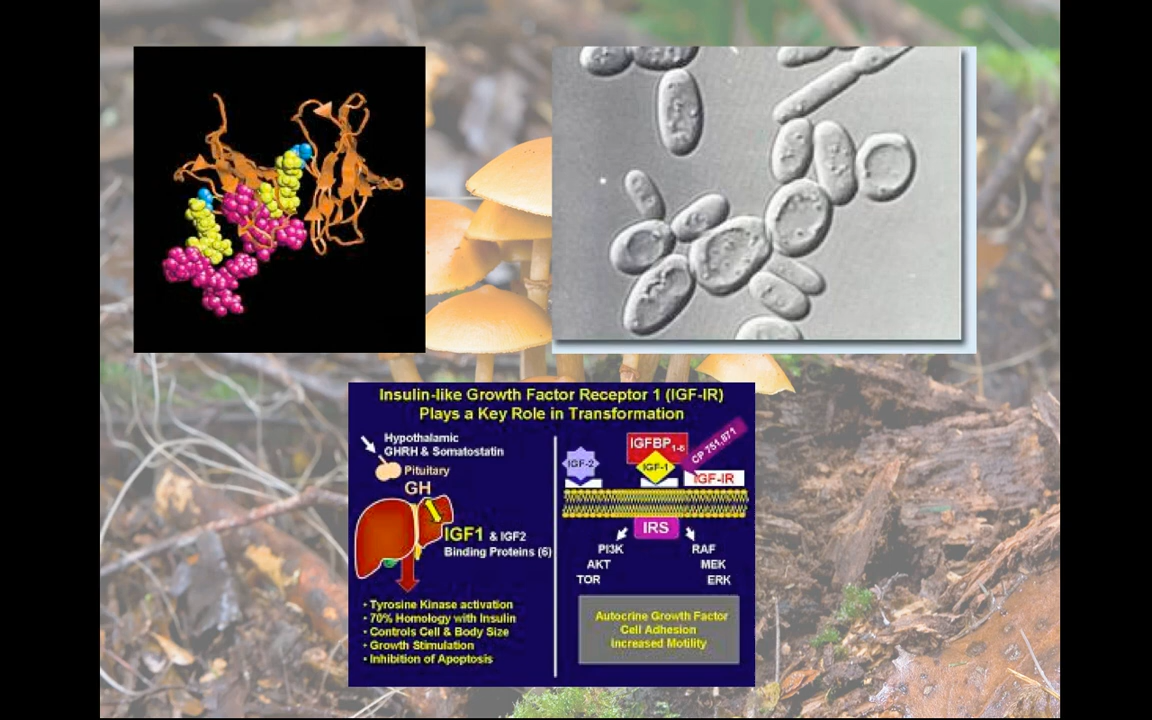 Insulin-like Growth Factor Receptor 1 (IGF-IR)
Plays a Key Role in Transformation
Hypothalamic
GHRH & Somatostatin
Pituitary
GH
IGF1 & IGF2
Binding Proteins (6)
• Tyrosine Kinase activation
• 70% Homology with Insulin
• Controls Cell & Body Size
• Growth Stimulation
• Inhibition of Apoptosis
IGF-2
IGFBP1-6
IGF-1
CP 751,871
IGF-IR
IRS
PI3K
AKT
TOR
RAF
MEK
ERK
Autocrine Growth Factor
Cell Adhesion
Increased Motility